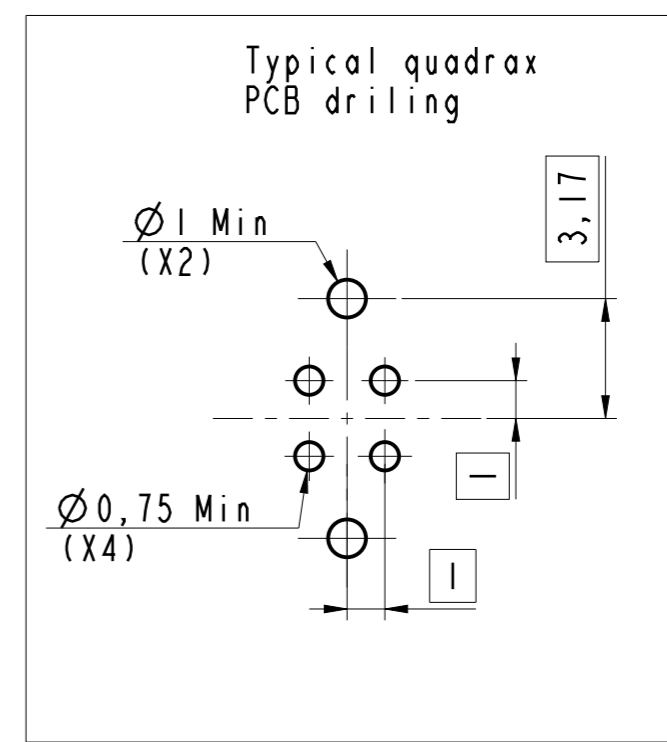 Typical quadrax
PCB driling
3,17
Ø1 Min
(X2)
1
Ø0,75 Min
(X4)
1